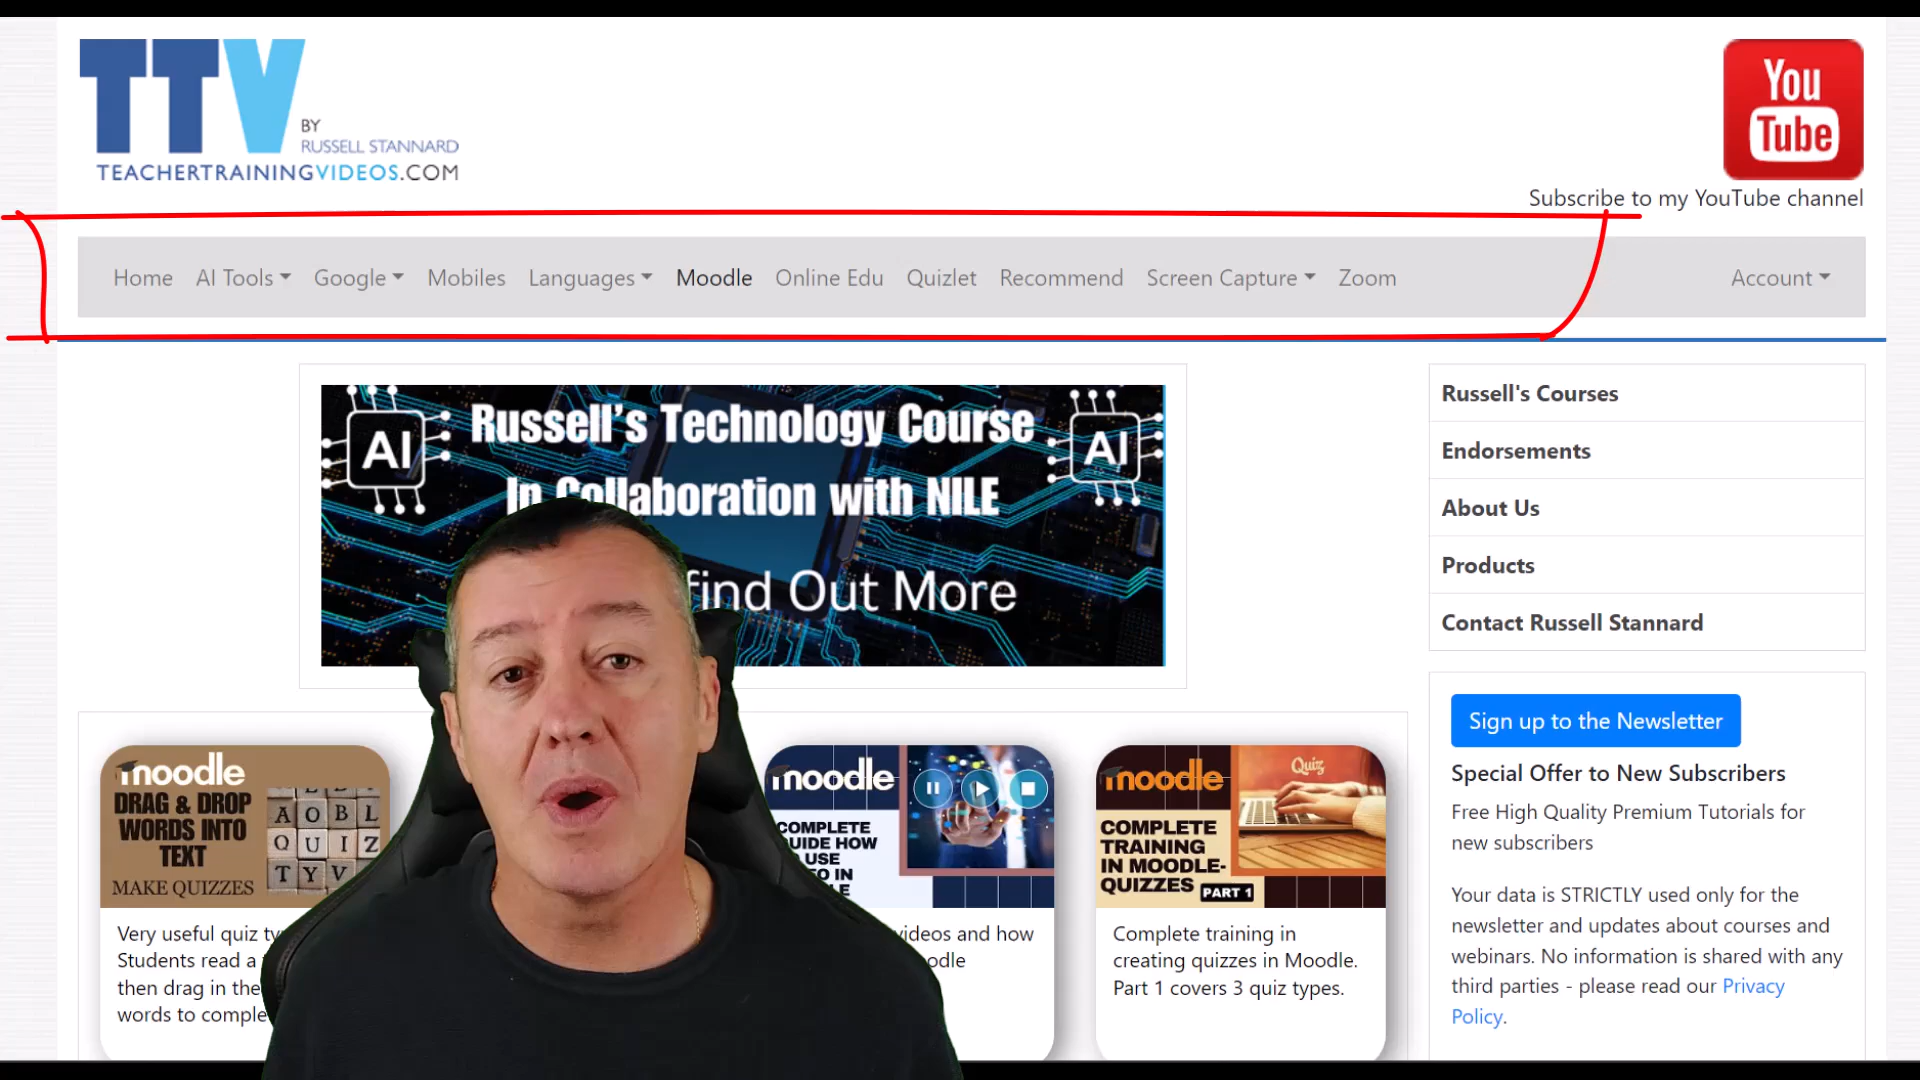 TTV
BY
RUSSELL STANNARD
TEACHERTRAININGVIDEOS.COM
You
Tube
Subscribe to my YouTube channel
Home AI Tools Google Mobiles Languages Moodle Online Edu Quizlet Recommend Screen Capture Zoom Account
AI Russell's Technology Course AI
In Collaboration with NILE
find Out More
Russell's Courses
Endorsements
About Us
Products
Contact Russell Stannard
moodle
DRAG & DROP
WORDS INTO
TEXT
MAKE QUIZZES
A O B L
Q U I Z
T Y V
Very useful quiz
Students read a
then drag in the
words to
moodle
COMPLETE
HOW
USE
IN
videos and how
moodle
COMPLETE
TRAINING
IN MOODLE-
QUIZZES PART 1
Quiz
Complete training in
creating quizzes in Moodle.
Part 1 covers 3 quiz types.
Sign up to the Newsletter
Special Offer to New Subscribers
Free High Quality Premium Tutorials for
new subscribers
Your data is STRICTLY used only for the
newsletter and updates about courses and
webinars. No information is shared with any
third parties - please read our Privacy
Policy.